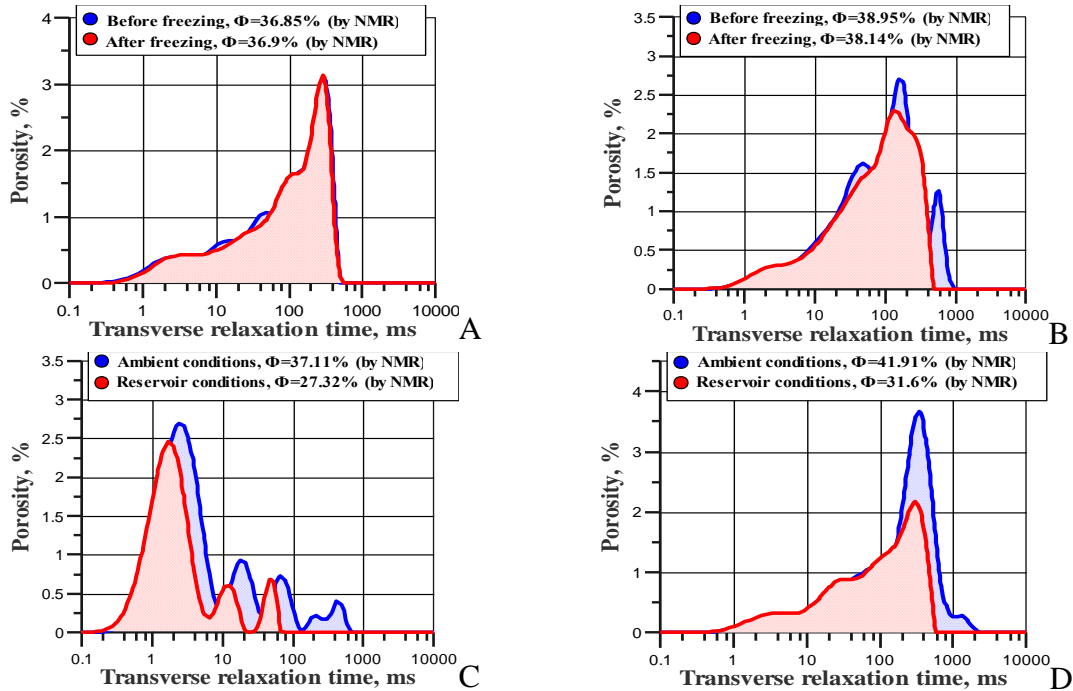 Before freezing, Φ=36.85% (by NMR)
After freezing, Φ=36.9% (by NMR)
4
3
2
1
0
Porosity, %
0.1 1 10 100 1000 10000
Transverse relaxation time, ms
A
Before freezing, Φ=38.95% (by NMR)
After freezing, Φ=38.14% (by NMR)
3.5
3
2.5
2
1.5
1
0.5
0
Porosity, %
0.1 1 10 100 1000 10000
Transverse relaxation time, ms
B
Ambient conditions, Φ=37.11% (by NMR)
Reservoir conditions, Φ=27.32% (by NMR)
3.5
3
2.5
2
1.5
1
0.5
0
Porosity, %
0.1 1 10 100 1000 10000
Transverse relaxation time, ms
C
Ambient conditions, Φ=41.91% (by NMR)
Reservoir conditions, Φ=31.6% (by NMR)
4
3
2
1
0
Porosity, %
0.1 1 10 100 1000 10000
Transverse relaxation time, ms
D